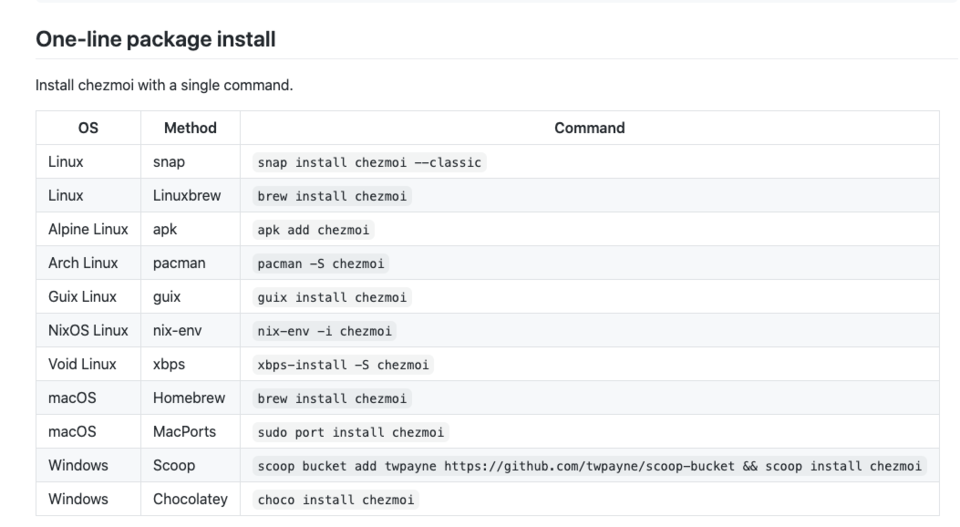 One-line package install
Install chezmoi with a single command.
OS Method Command
Linux snap snap install chezmoi --classic
Linux Linuxbrew brew install chezmoi
Alpine Linux apk apk add chezmoi
Arch Linux pacman pacman -S chezmoi
Guix Linux guix guix install chezmoi
NixOS Linux nix-env nix-env -i chezmoi
Void Linux xbps xbps-install -S chezmoi
macOS Homebrew brew install chezmoi
macOS MacPorts sudo port install chezmoi
Windows Scoop scoop bucket add twpayne https://github.com/twpayne/scoop-bucket && scoop install chezmoi
Windows Chocolatey choco install chezmoi